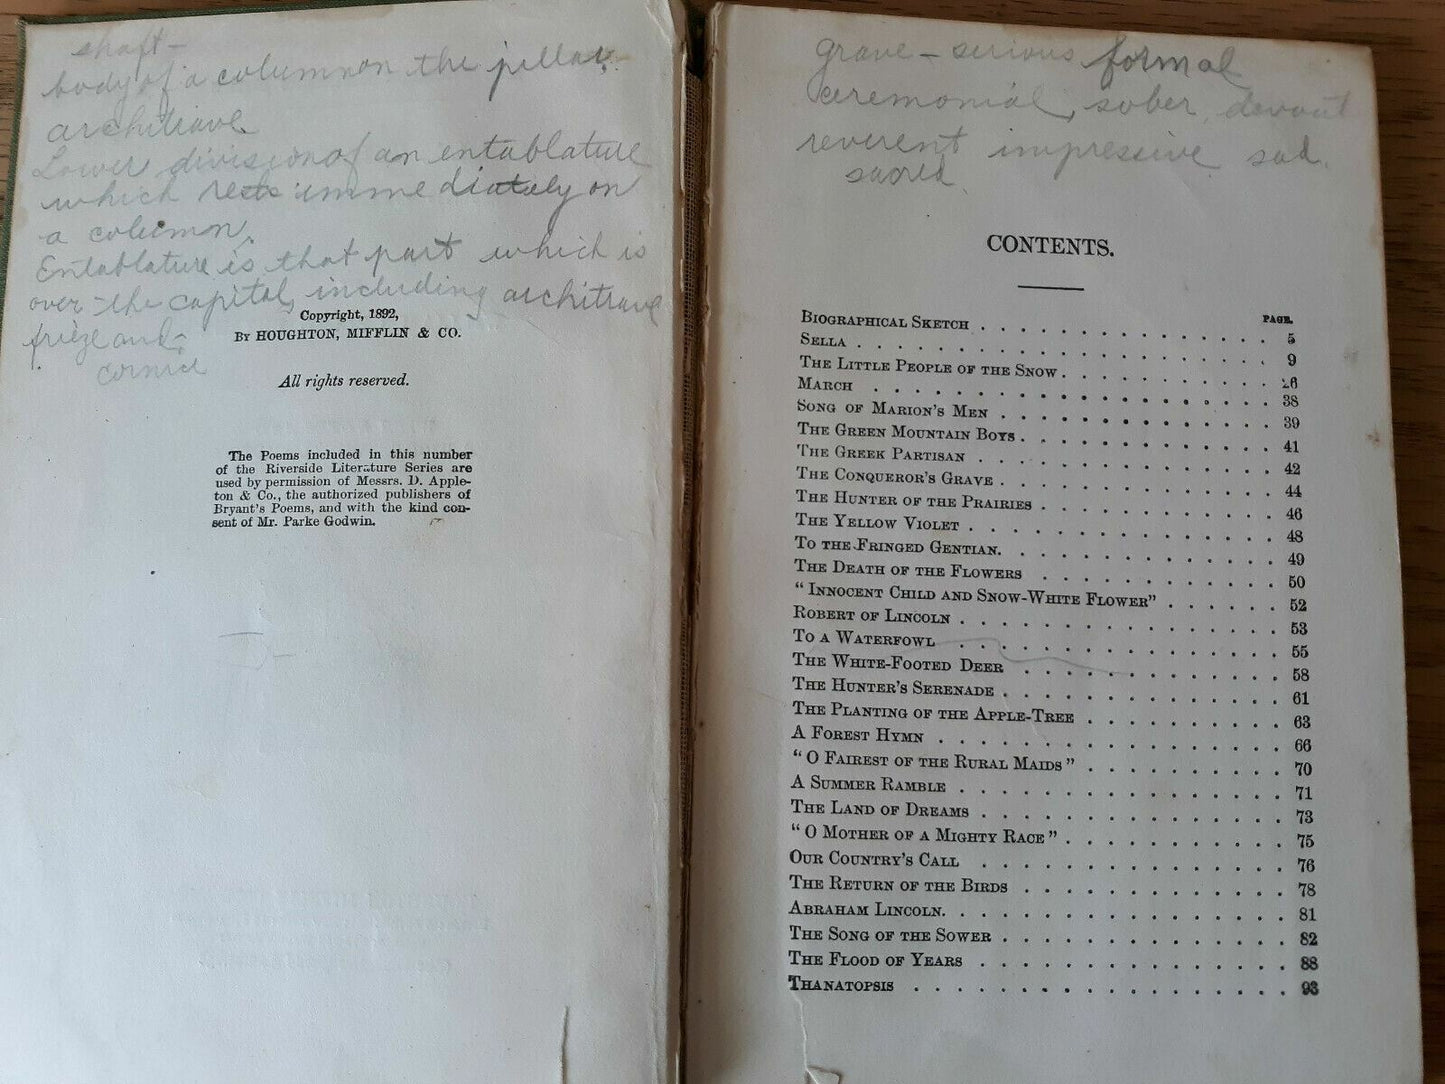 shaft -
body of a column on the pillar.
architrave
Lower division of an entablature
which rests immediately on
a column.
Entablature is that part which is
over the capital, including architrave
frieze and
cornice
Copyright, 1892,
By HOUGHTON, MIFFLIN & CO.
All rights reserved.
The Poems included in this number
of the Riverside Literature Series are
used by permission of Messrs. D. Apple-
ton & Co., the authorized publishers of
Bryant's Poems, and with the kind con-
sent of Mr. Parke Godwin.
grave - serious formal
ceremonial, sober, devout
reverent impressive sad.
sacred.
CONTENTS.
PAGE.
Biographical Sketch . . . . . . . . . . . . . . 5
Sella . . . . . . . . . . . . . . . . . . . 9
The Little People of the Snow . . . . . . . . . . 26
March . . . . . . . . . . . . . . . . . . 38
Song of Marion's Men . . . . . . . . . . . . . 39
The Green Mountain Boys . . . . . . . . . . . . 41
The Greek Partisan . . . . . . . . . . . . . . 42
The Conqueror's Grave . . . . . . . . . . . . . 44
The Hunter of the Prairies . . . . . . . . . . . 46
The Yellow Violet . . . . . . . . . . . . . . 48
To the Fringed Gentian . . . . . . . . . . . . 49
The Death of the Flowers . . . . . . . . . . . 50
"Innocent Child and Snow-White Flower" . . . . . . 52
Robert of Lincoln . . . . . . . . . . . . . . 53
To a Waterfowl . . . . . . . . . . . . . . . 55
The White-Footed Deer . . . . . . . . . . . . 58
The Hunter's Serenade . . . . . . . . . . . . . 61
The Planting of the Apple-Tree . . . . . . . . . 63
A Forest Hymn . . . . . . . . . . . . . . . 66
"O Fairest of the Rural Maids" . . . . . . . . . 70
A Summer Ramble . . . . . . . . . . . . . . 71
The Land of Dreams . . . . . . . . . . . . . . 73
"O Mother of a Mighty Race" . . . . . . . . . . 75
Our Country's Call . . . . . . . . . . . . . . 76
The Return of the Birds . . . . . . . . . . . . 78
Abraham Lincoln . . . . . . . . . . . . . . . 81
The Song of the Sower . . . . . . . . . . . . . 82
The Flood of Years . . . . . . . . . . . . . . 88
Thanatopsis . . . . . . . . . . . . . . . . 93